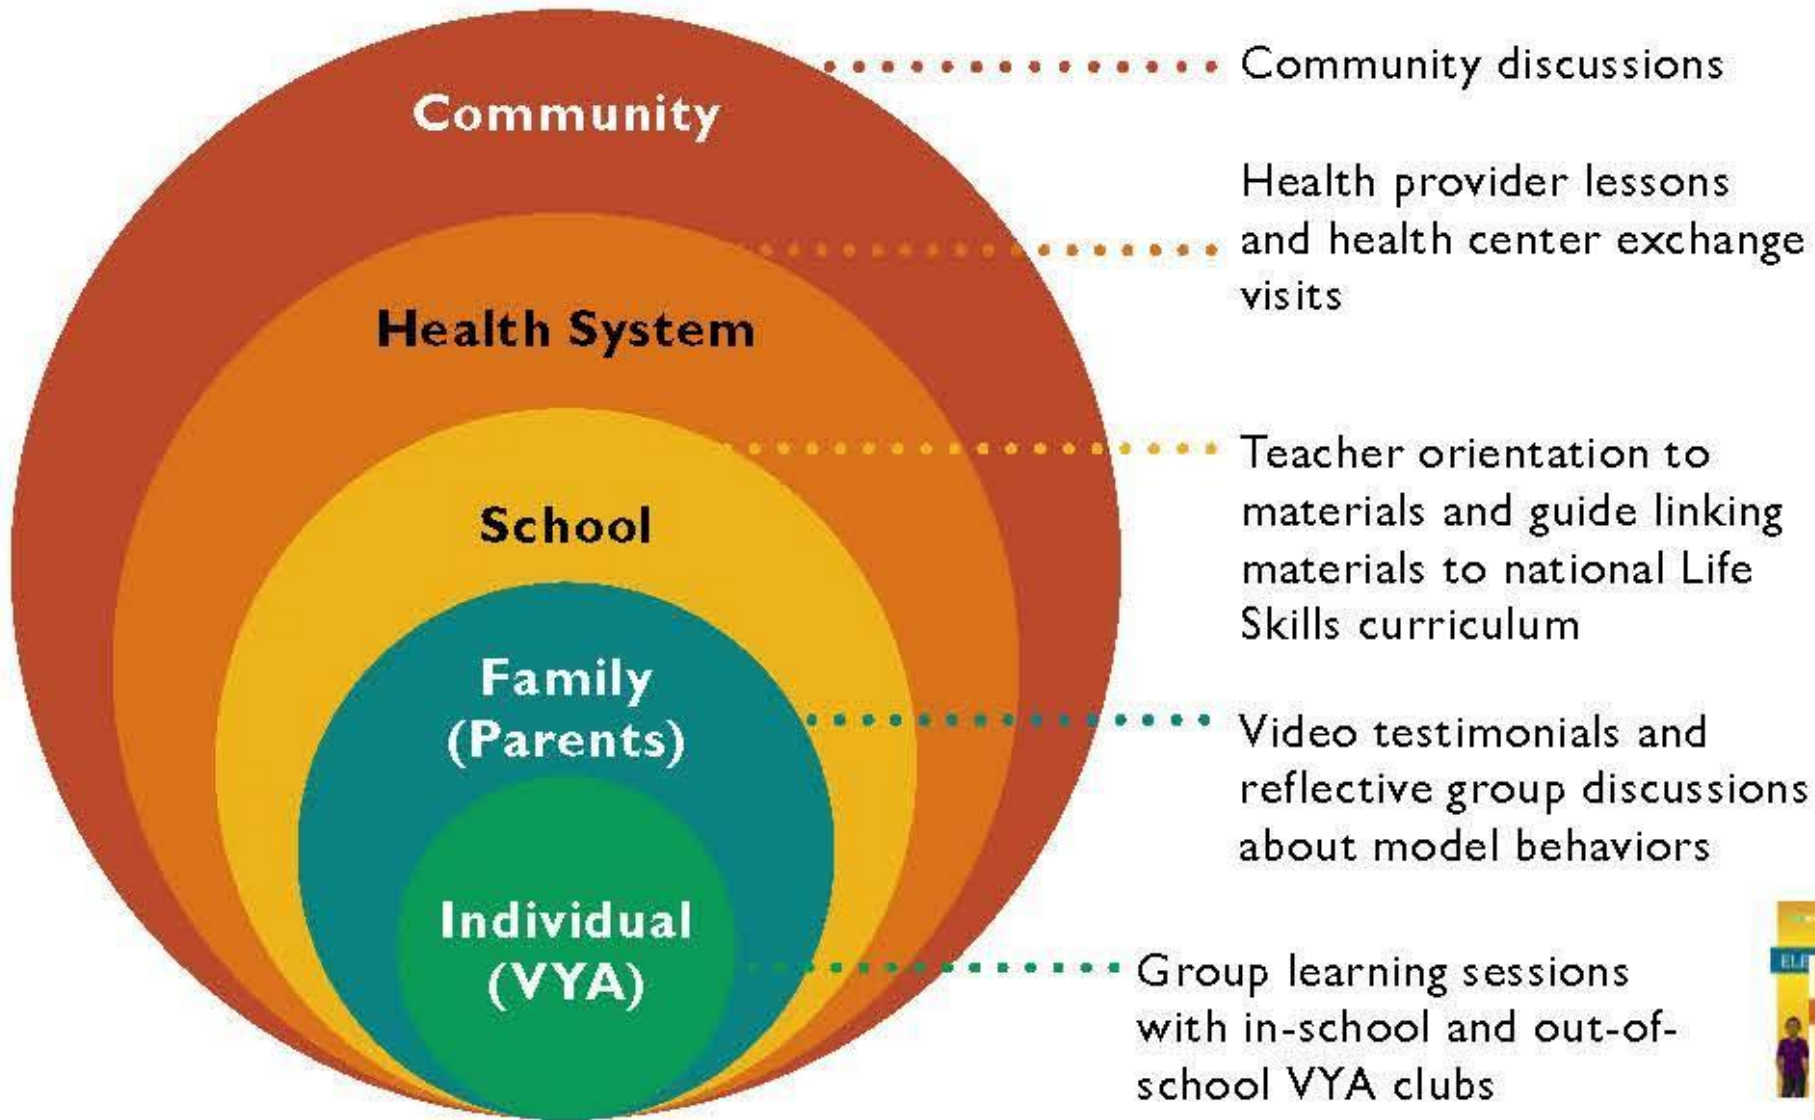 Community
Community discussions
Health System
Health provider lessons
and health center exchange
visits
School
Teacher orientation to
materials and guide linking
materials to national Life
Skills curriculum
Family
(Parents)
Video testimonials and
reflective group discussions
about model behaviors
Individual
(VYA)
Group learning sessions
with in-school and out-of-
school VYA clubs